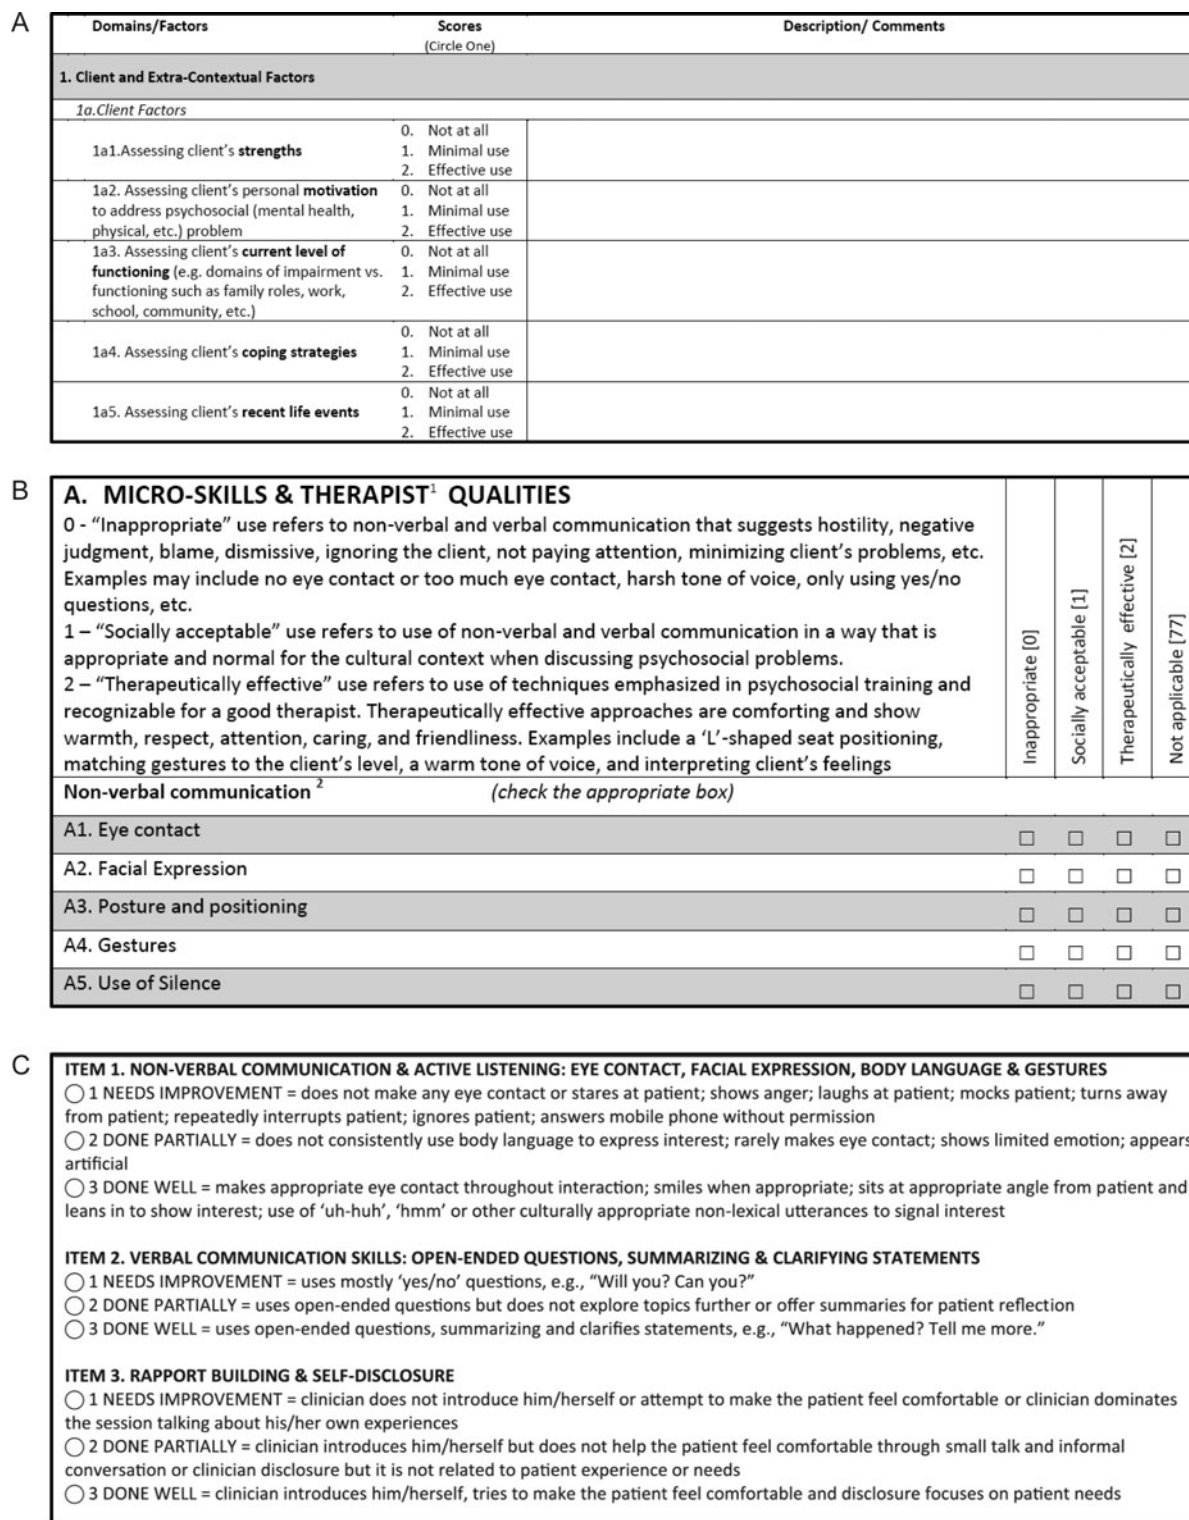 A
Domains/Factors Scores Description/ Comments
(Circle One)
1. Client and Extra-Contextual Factors
1a.Client Factors
1a1.Assessing client's strengths
0. Not at all
1. Minimal use
2. Effective use
1a2. Assessing client's personal motivation
to address psychosocial (mental health,
physical, etc.) problem
0. Not at all
1. Minimal use
2. Effective use
1a3. Assessing client's current level of
functioning (e.g. domains of impairment vs.
functioning such as family roles, work,
school, community, etc.)
0. Not at all
1. Minimal use
2. Effective use
1a4. Assessing client's coping strategies
0. Not at all
1. Minimal use
2. Effective use
1a5. Assessing client's recent life events
0. Not at all
1. Minimal use
2. Effective use
B
A. MICRO-SKILLS & THERAPIST¹ QUALITIES
0 - “Inappropriate” use refers to non-verbal and verbal communication that suggests hostility, negative
judgment, blame, dismissive, ignoring the client, not paying attention, minimizing client's problems, etc.
Examples may include no eye contact or too much eye contact, harsh tone of voice, only using yes/no
questions, etc.
1 – “Socially acceptable” use refers to use of non-verbal and verbal communication in a way that is
appropriate and normal for the cultural context when discussing psychosocial problems.
2 – “Therapeutically effective” use refers to use of techniques emphasized in psychosocial training and
recognizable for a good therapist. Therapeutically effective approaches are comforting and show
warmth, respect, attention, caring, and friendliness. Examples include a ‘L’-shaped seat positioning,
matching gestures to the client's level, a warm tone of voice, and interpreting client's feelings
Inappropriate [0]
Socially acceptable [1]
Therapeutically effective [2]
Not applicable [77]
Non-verbal communication ² (check the appropriate box)
A1. Eye contact ☐ ☐ ☐ ☐
A2. Facial Expression ☐ ☐ ☐ ☐
A3. Posture and positioning ☐ ☐ ☐ ☐
A4. Gestures ☐ ☐ ☐ ☐
A5. Use of Silence ☐ ☐ ☐ ☐
C
ITEM 1. NON-VERBAL COMMUNICATION & ACTIVE LISTENING: EYE CONTACT, FACIAL EXPRESSION, BODY LANGUAGE & GESTURES
○ 1 NEEDS IMPROVEMENT = does not make any eye contact or stares at patient; shows anger; laughs at patient; mocks patient; turns away
from patient; repeatedly interrupts patient; ignores patient; answers mobile phone without permission
○ 2 DONE PARTIALLY = does not consistently use body language to express interest; rarely makes eye contact; shows limited emotion; appears
artificial
○ 3 DONE WELL = makes appropriate eye contact throughout interaction; smiles when appropriate; sits at appropriate angle from patient and
leans in to show interest; use of ‘uh-huh’, ‘hmm’ or other culturally appropriate non-lexical utterances to signal interest
ITEM 2. VERBAL COMMUNICATION SKILLS: OPEN-ENDED QUESTIONS, SUMMARIZING & CLARIFYING STATEMENTS
○ 1 NEEDS IMPROVEMENT = uses mostly ‘yes/no’ questions, e.g., “Will you? Can you?”
○ 2 DONE PARTIALLY = uses open-ended questions but does not explore topics further or offer summaries for patient reflection
○ 3 DONE WELL = uses open-ended questions, summarizing and clarifies statements, e.g., “What happened? Tell me more.”
ITEM 3. RAPPORT BUILDING & SELF-DISCLOSURE
○ 1 NEEDS IMPROVEMENT = clinician does not introduce him/herself or attempt to make the patient feel comfortable or clinician dominates
the session talking about his/her own experiences
○ 2 DONE PARTIALLY = clinician introduces him/herself but does not help the patient feel comfortable through small talk and informal
conversation or clinician disclosure but it is not related to patient experience or needs
○ 3 DONE WELL = clinician introduces him/herself, tries to make the patient feel comfortable and disclosure focuses on patient needs